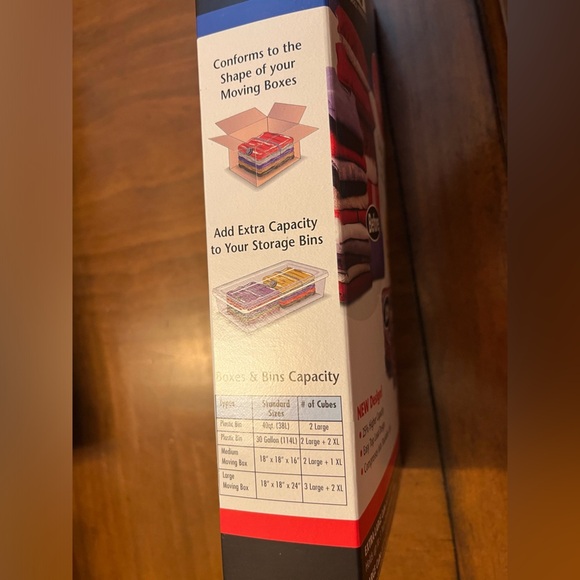 Conforms to the
Shape of your
Moving Boxes
Add Extra Capacity
to Your Storage Bins
Boxes & Bins Capacity
Types Standard Sizes # of Cubes
Plastic Bin 40qt. (38L) 2 Large
Plastic Bin 30 Gallon (114L) 2 Large + 2 XL
Medium Moving Box 18" x 18" x 16" 2 Large + 1 XL
Large Moving Box 18" x 18" x 24" 3 Large + 2 XL
NEW Design!